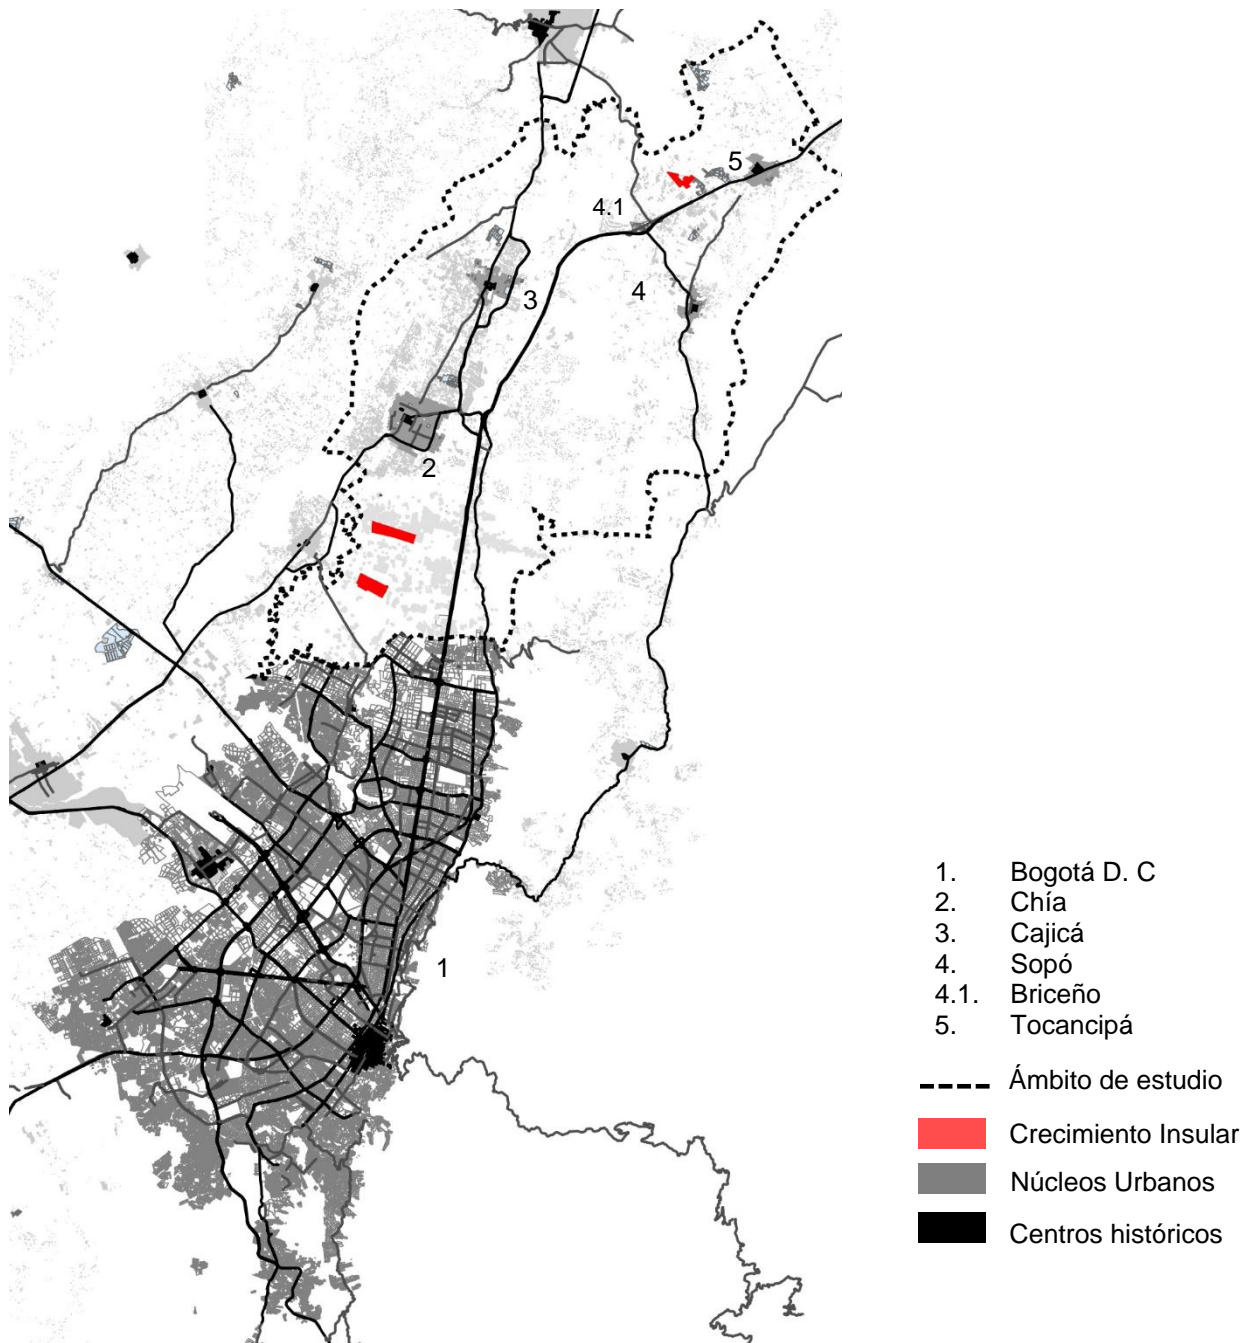 5
4.1
3
4
2
1
1. Bogotá D. C
2. Chía
3. Cajicá
4. Sopó
4.1. Briceño
5. Tocancipá
Ámbito de estudio
Crecimiento Insular
Núcleos Urbanos
Centros históricos